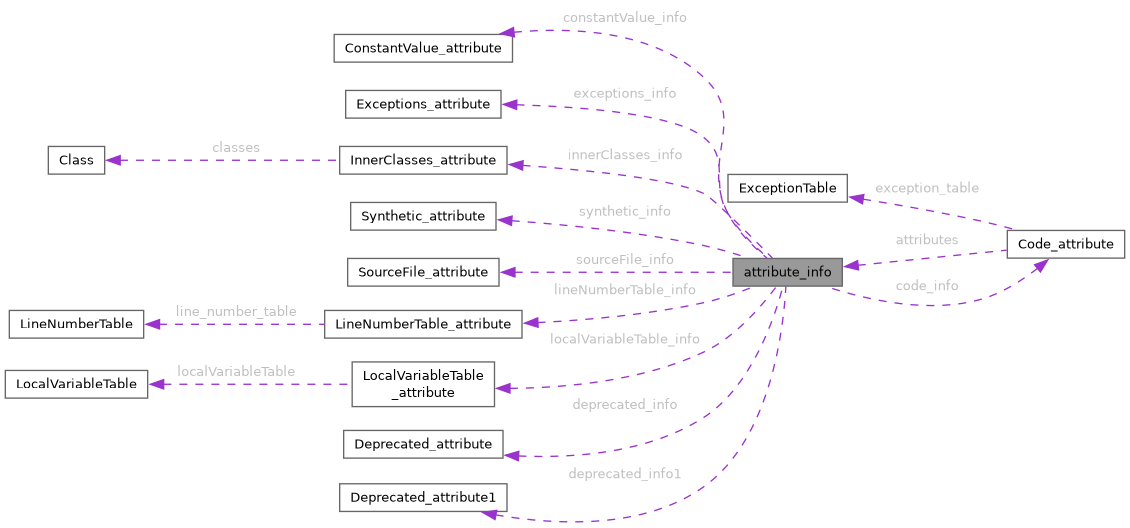 constantValue_info
ConstantValue_attribute
exceptions_info
Exceptions_attribute
classes
innerClasses_info
Class
InnerClasses_attribute
ExceptionTable
exception_table
synthetic_info
Synthetic_attribute
attributes
Code_attribute
sourceFile_info
SourceFile_attribute
attribute_info
code_info
lineNumberTable_info
line_number_table
LineNumberTable
LineNumberTable_attribute
localVariableTable_info
localVariableTable
LocalVariableTable
LocalVariableTable
_attribute
deprecated_info
Deprecated_attribute
deprecated_info1
Deprecated_attribute1